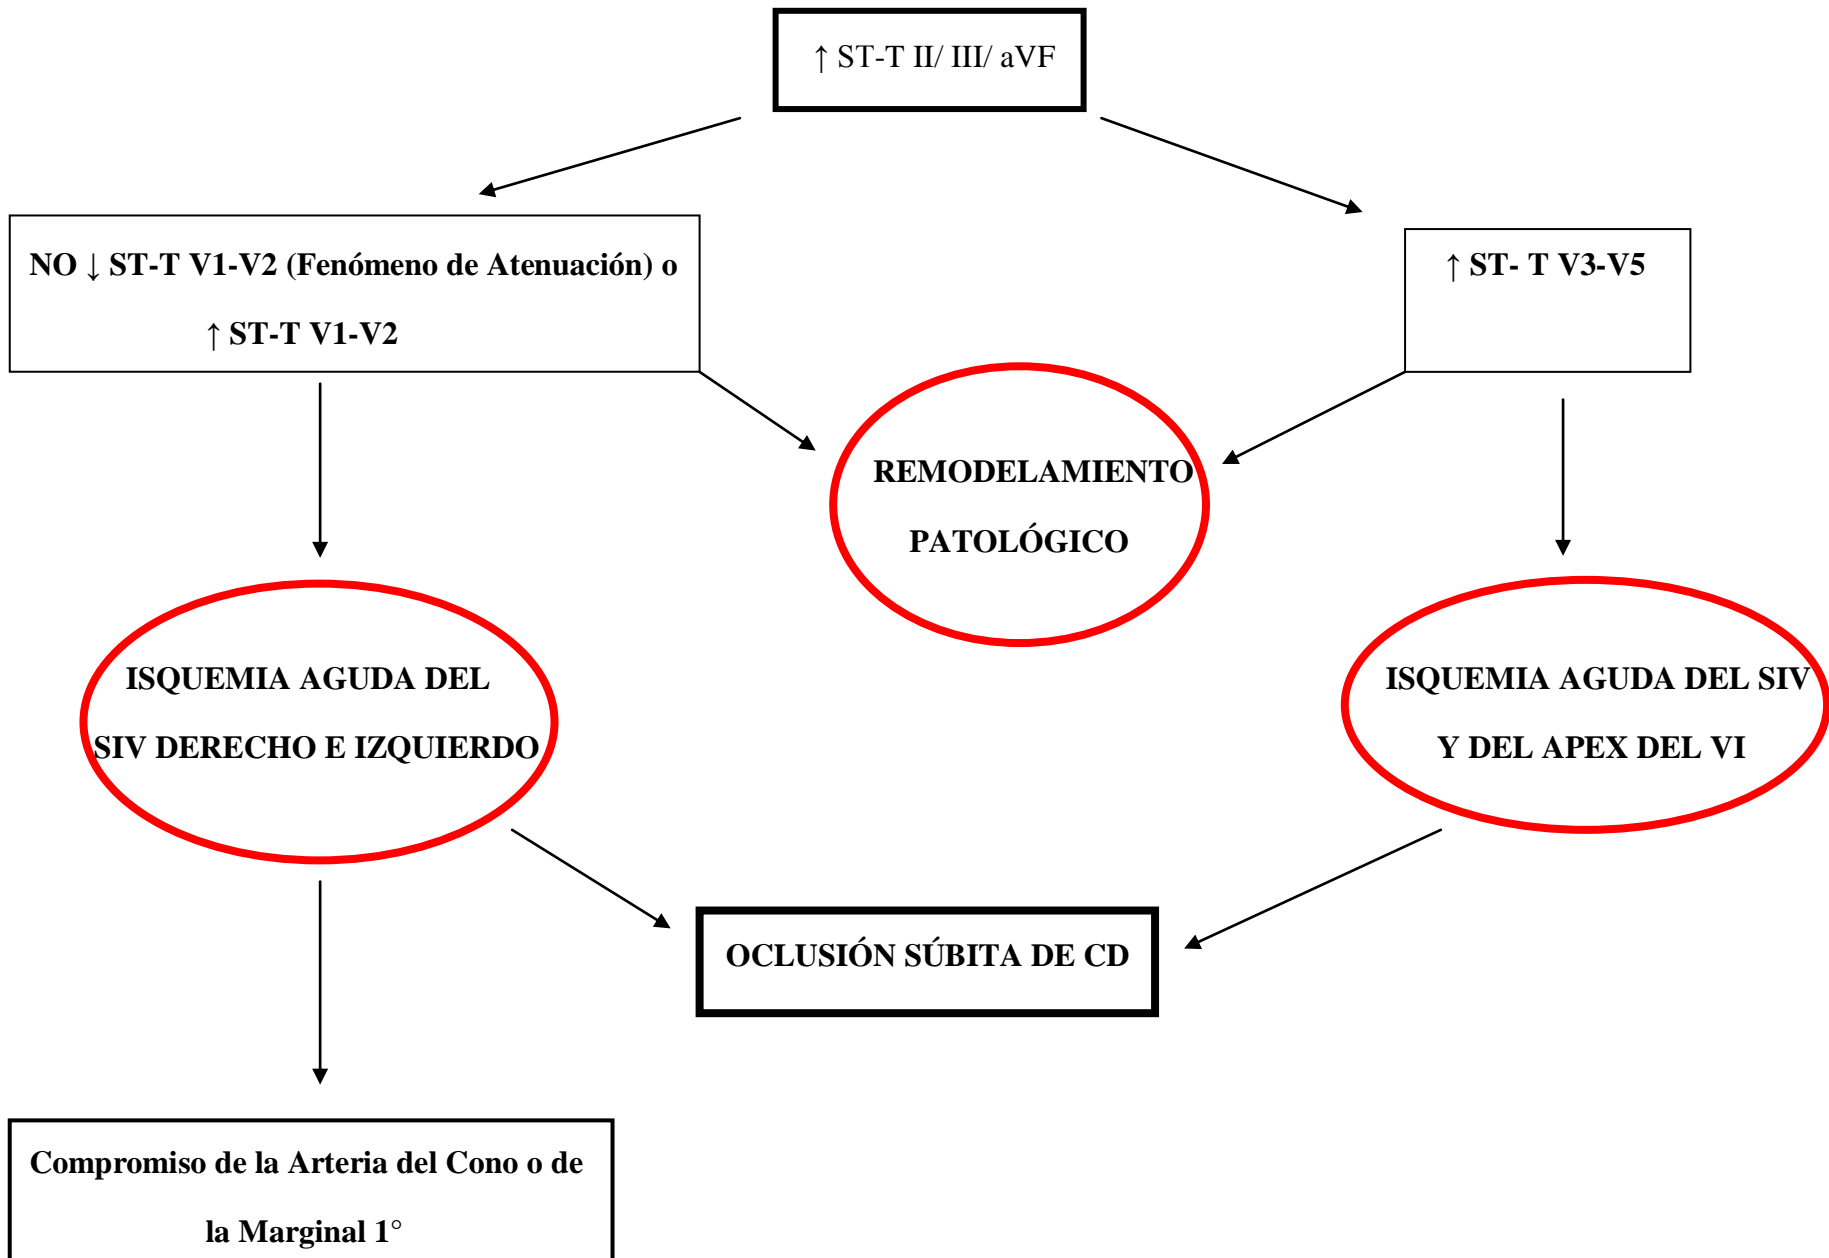 ↑ ST-T II/ III/ aVF
NO ↓ ST-T V1-V2 (Fenómeno de Atenuación) o
↑ ST-T V1-V2
↑ ST- T V3-V5
REMODELAMIENTO
PATOLÓGICO
ISQUEMIA AGUDA DEL
SIV DERECHO E IZQUIERDO
ISQUEMIA AGUDA DEL SIV
Y DEL APEX DEL VI
OCLUSIÓN SÚBITA DE CD
Compromiso de la Arteria del Cono o de
la Marginal 1°